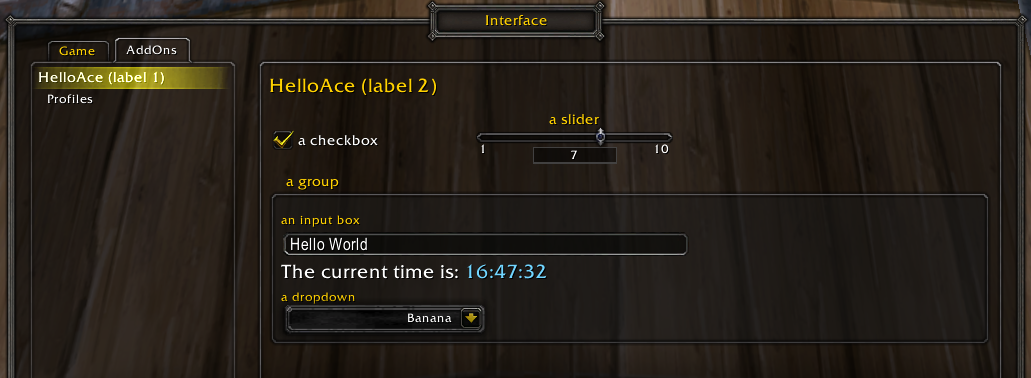 Interface
Game AddOns
HelloAce (label 1)
Profiles
HelloAce (label 2)
a checkbox
a slider
1 10
7
a group
an input box
Hello World
The current time is: 16:47:32
a dropdown
Banana